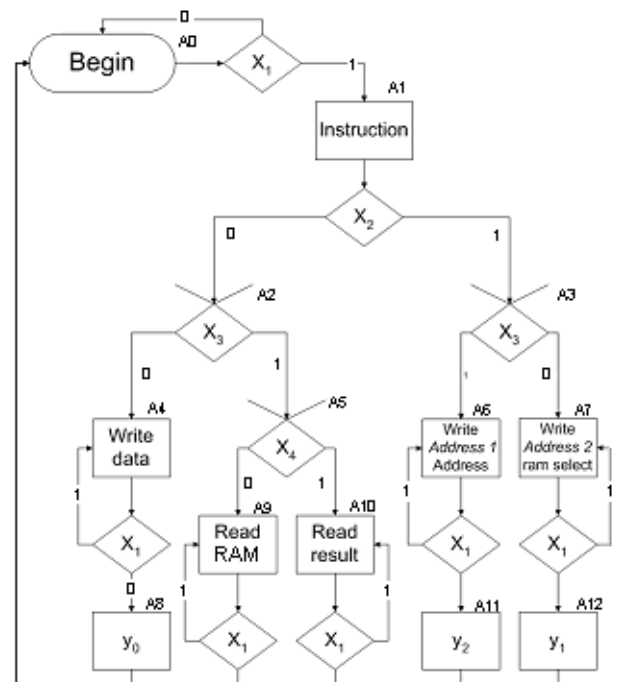 0
A0
Begin
X1
1
A1
Instruction
X2
0
1
A2
A3
X3
X3
0
1
1
0
A4
A5
A6
A7
Write
data
X4
Write
Address 1
Address
Write
Address 2
ram select
0
1
A9
A10
1
Read
RAM
Read
result
1
1
X1
X1
X1
0
1
1
A8
A11
A12
y0
X1
X1
y2
y1